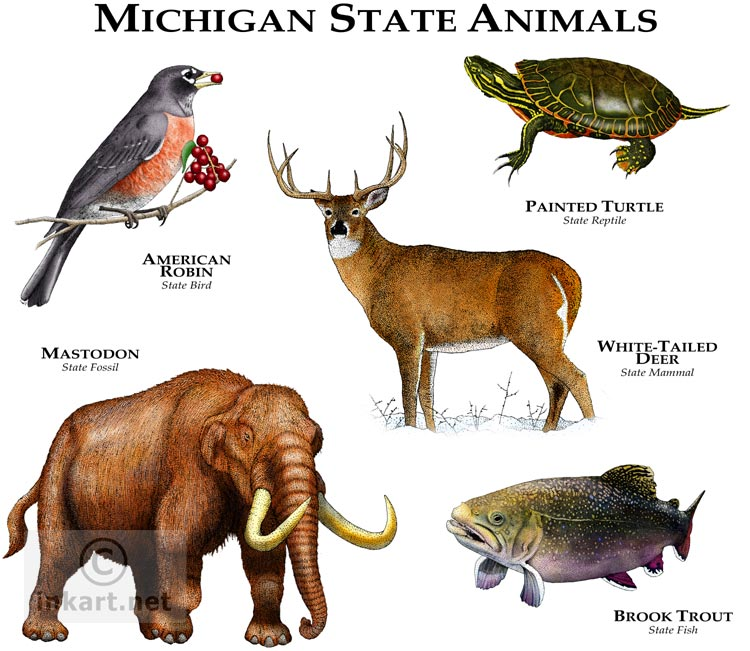 Michigan State Animals
Painted Turtle
State Reptile
American
Robin
State Bird
White-Tailed
Deer
State Mammal
Mastodon
State Fossil
Brook Trout
State Fish
©
inkart.net